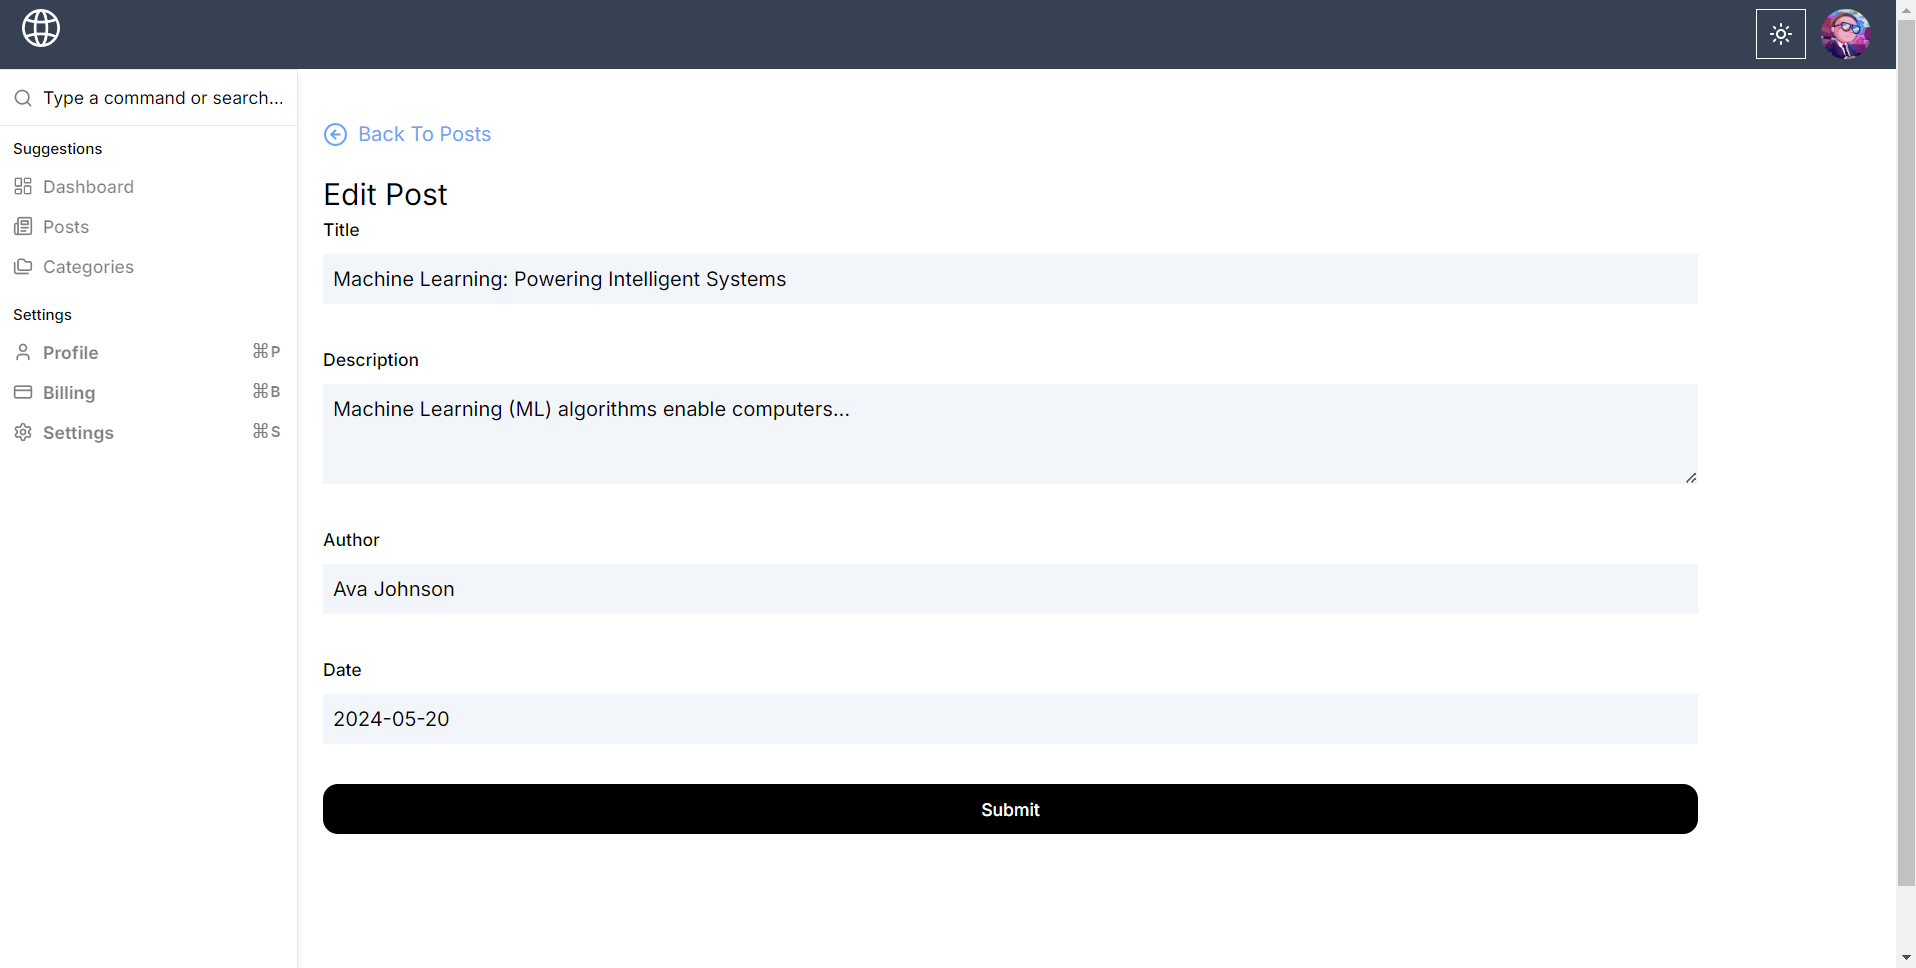 Type a command or search...
Suggestions
Dashboard
Posts
Categories
Settings
Profile ⌘P
Billing ⌘B
Settings ⌘S
Back To Posts
Edit Post
Title
Machine Learning: Powering Intelligent Systems
Description
Machine Learning (ML) algorithms enable computers...
Author
Ava Johnson
Date
2024-05-20
Submit